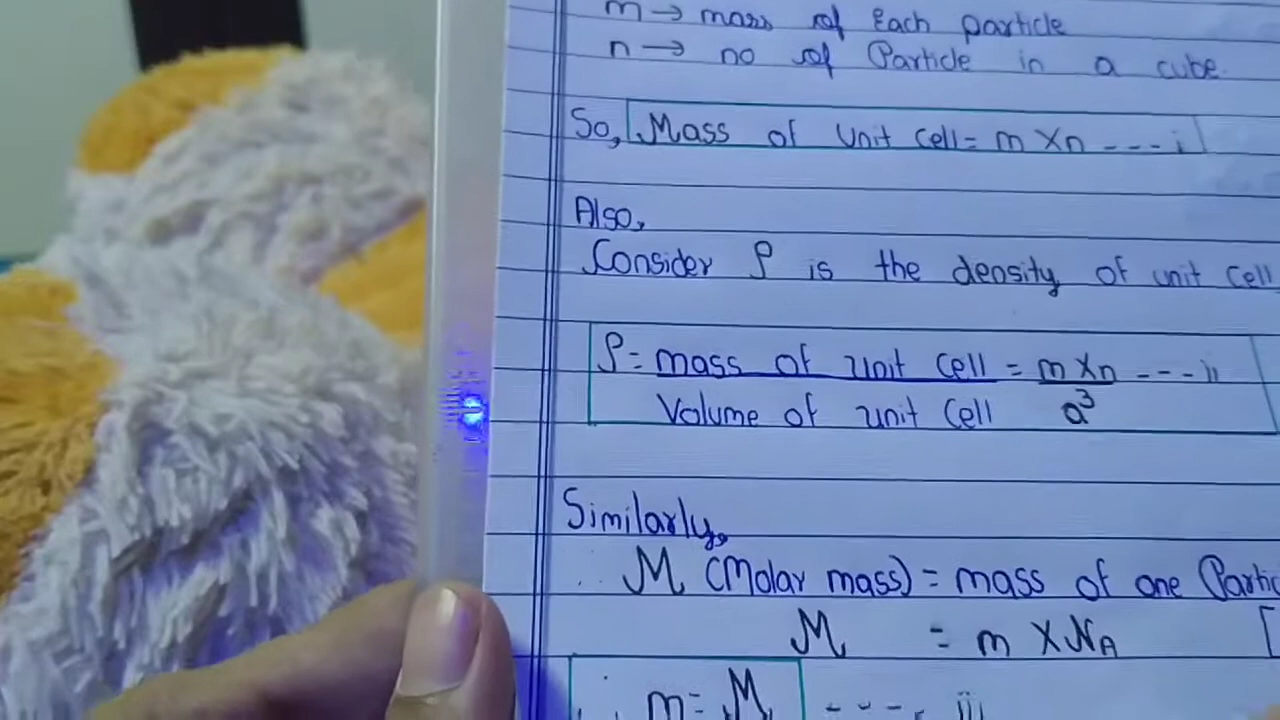 m → mass of Each particle
n → no of Particle in a cube.
So, Mass of Unit Cell = m × n ---- i
Also,
Consider ρ is the density of unit Cell
ρ = mass of unit Cell = m × n --- ii
Volume of unit Cell a³
Similarly,
M (Molar mass) = mass of one
M = m × NA [
∴ m = M ---- iii